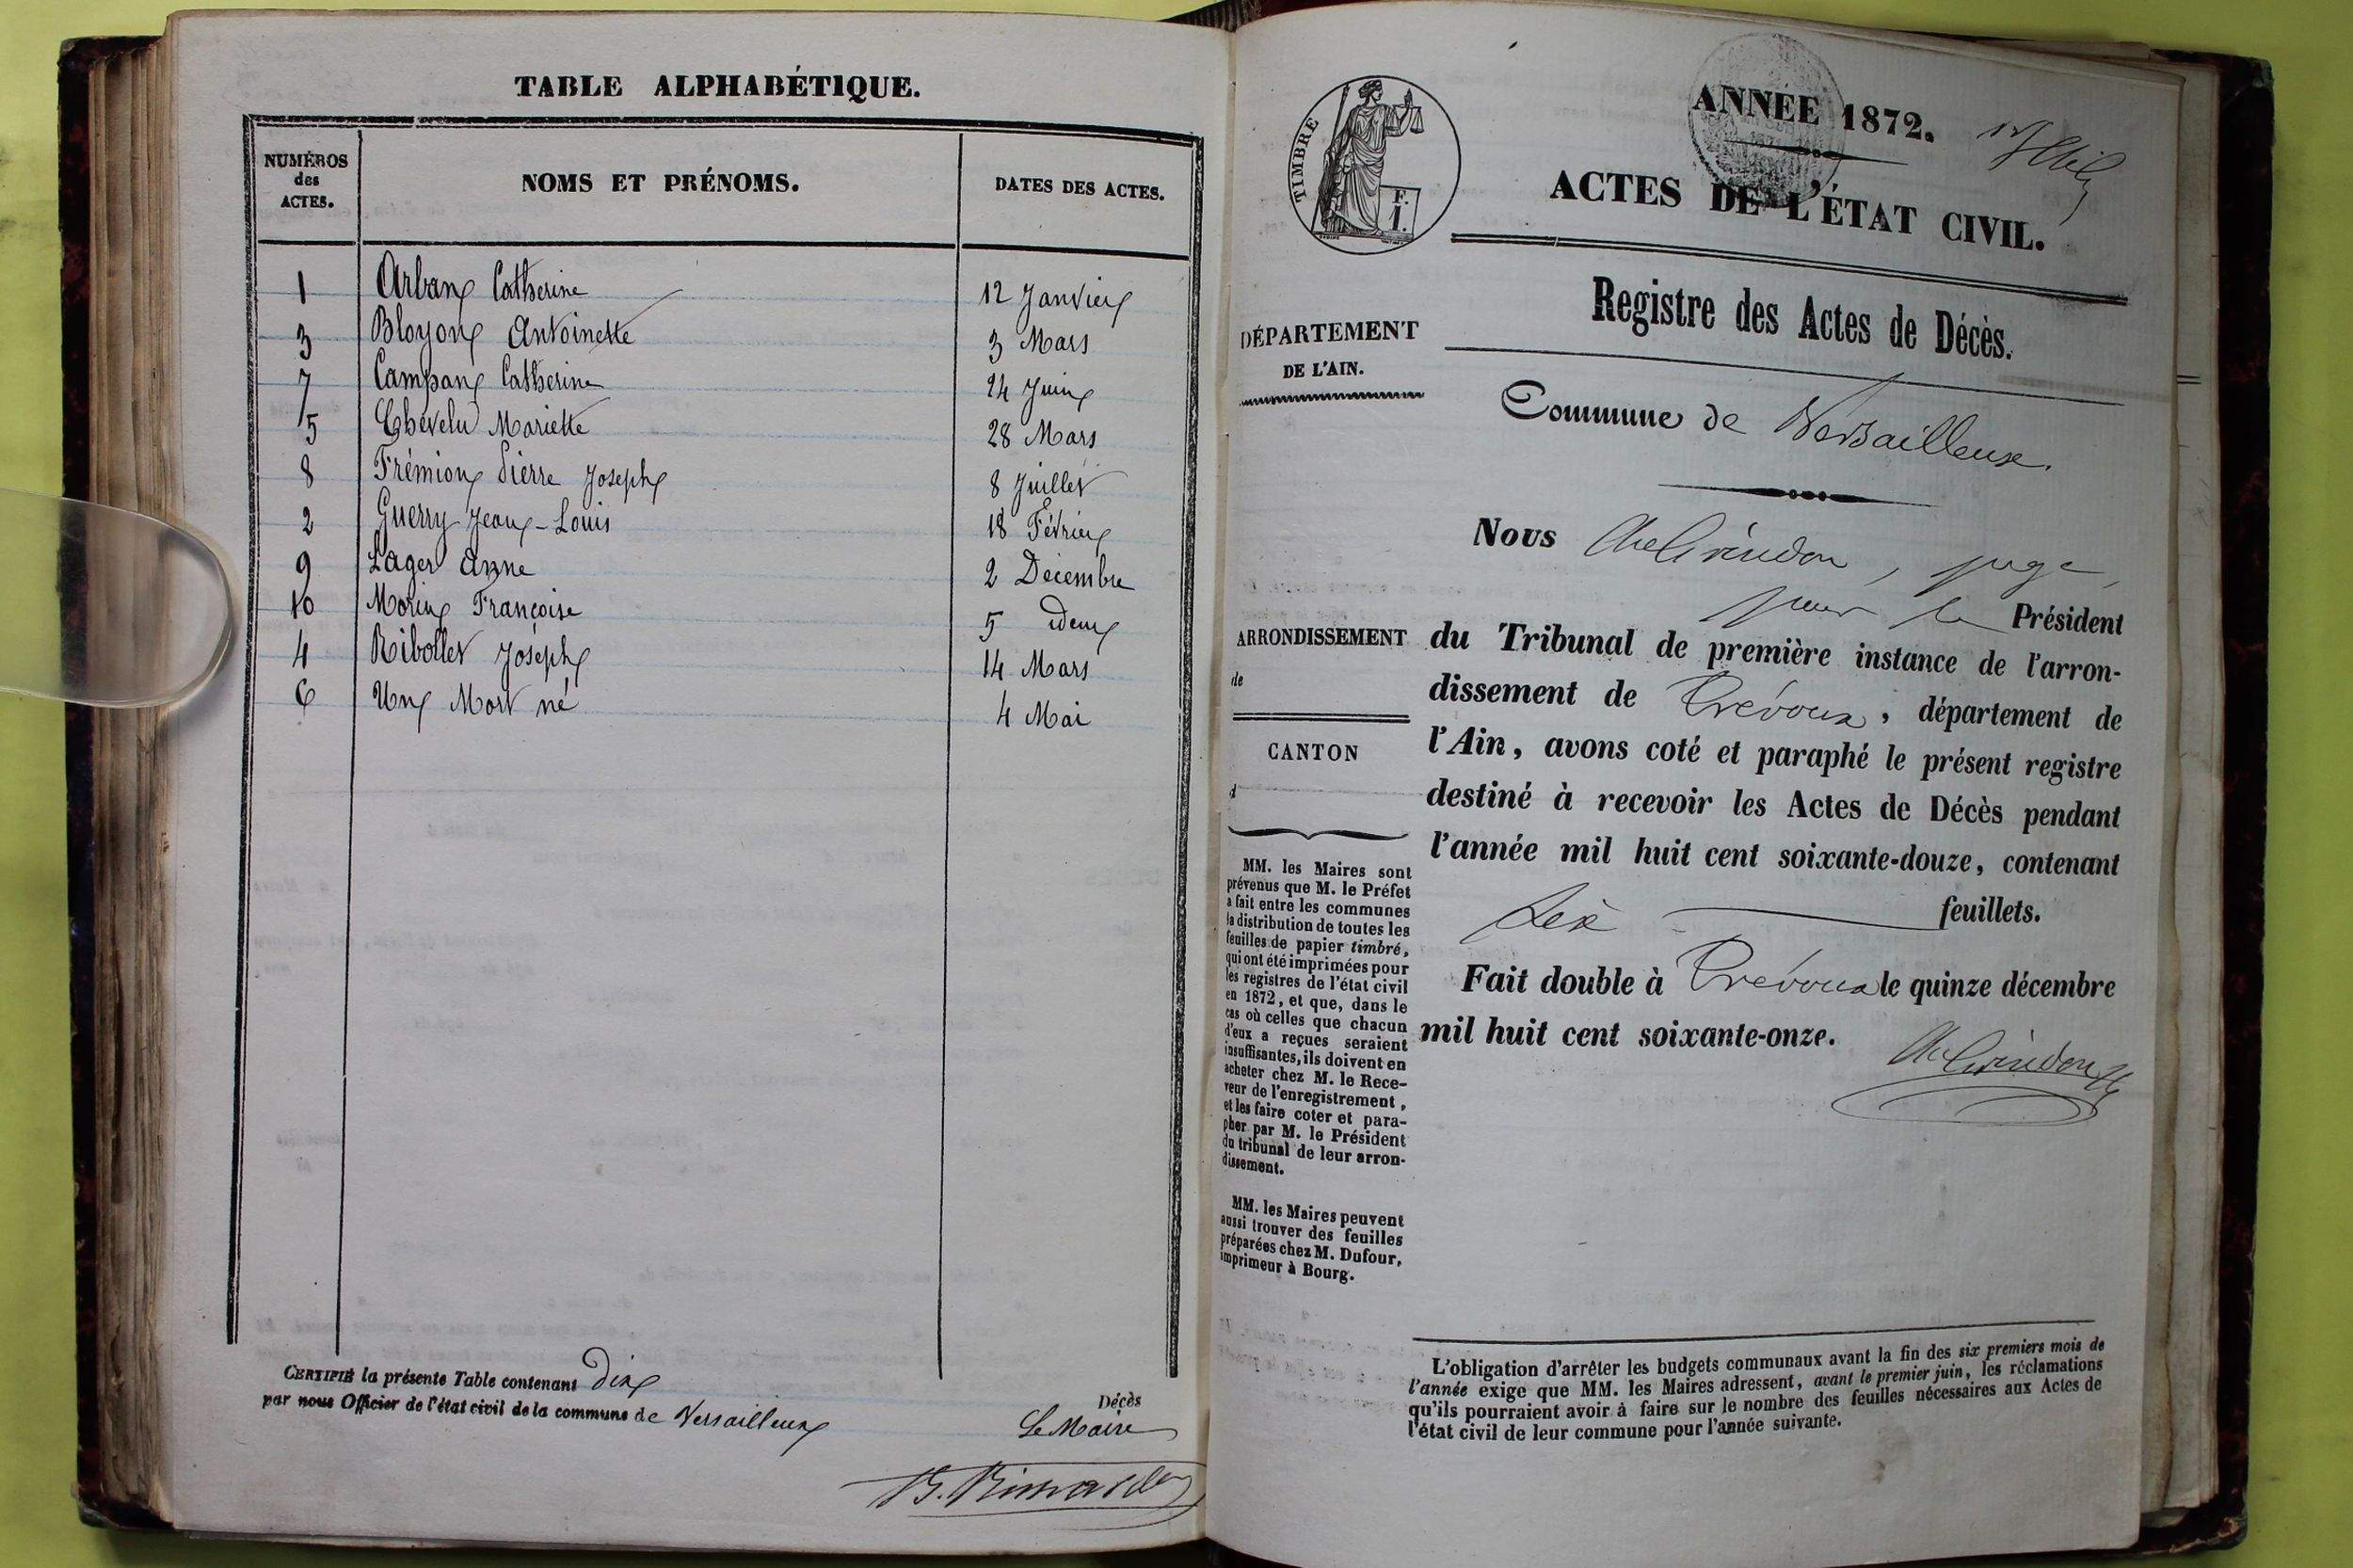 TABLE ALPHABÉTIQUE.
NUMÉROS
des
ACTES.
NOMS ET PRÉNOMS.
DATES DES ACTES.
1 Arban Catherine 12 Janvier
3 Bloyon Antoinette 3 Mars
7 Campan Catherine 24 Juin
5 Chevelu Mariette 28 Mars
8 Frémion Pierre Joseph 8 Juillet
2 Guerry Jean-Louis 18 Février
9 Lager Anne 2 Décembre
10 Morin Françoise 5 idem
4 Ribollet Joseph 14 Mars
6 Un Mort né 4 Mai
CERTIFIÉ la présente Table contenant dix
Décès
par nous Officier de l'état civil de la commune de Versailleux
Le Maire
TIMBRE
F.
1.
ANNÉE 1872.
ACTES DE L'ÉTAT CIVIL.
Registre des Actes de Décès.
DÉPARTEMENT
DE L'AIN.
Commune de Versailleux.
ARRONDISSEMENT
de
CANTON
d
MM. les Maires sont
prévenus que M. le Préfet
a fait entre les communes
la distribution de toutes les
feuilles de papier timbré,
qui ont été imprimées pour
les registres de l'état civil
en 1872, et que, dans le
cas où celles que chacun
d'eux a reçues seraient
insuffisantes, ils doivent en
acheter chez M. le Rece-
veur de l'enregistrement,
et les faire coter et para-
pher par M. le Président
du tribunal de leur arron-
dissement.
MM. les Maires peuvent
aussi trouver des feuilles
préparées chez M. Dufour,
imprimeur à Bourg.
Nous , juge,
pour le Président
du Tribunal de première instance de l'arron-
dissement de Trévoux, département de
l'Ain, avons coté et paraphé le présent registre
destiné à recevoir les Actes de Décès pendant
l'année mil huit cent soixante-douze, contenant
six feuillets.
Fait double à Trévoux le quinze décembre
mil huit cent soixante-onze.
L'obligation d'arrêter les budgets communaux avant la fin des six premiers mois de
l'année exige que MM. les Maires adressent, avant le premier juin, les réclamations
qu'ils pourraient avoir à faire sur le nombre des feuilles nécessaires aux Actes de
l'état civil de leur commune pour l'année suivante.